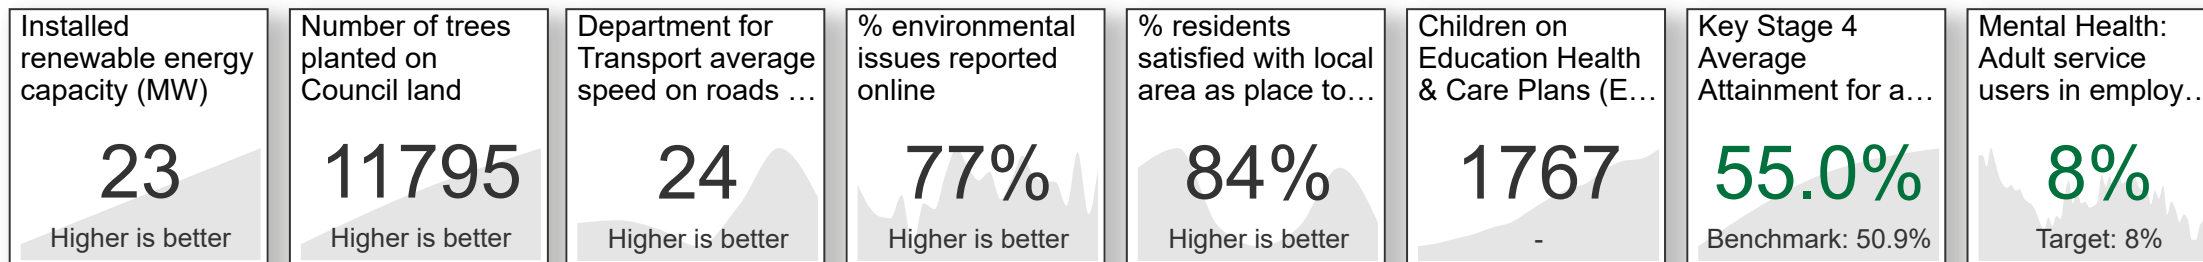 Installed
renewable energy
capacity (MW)
23
Higher is better
Number of trees
planted on
Council land
11795
Higher is better
Department for
Transport average
speed on roads …
24
Higher is better
% environmental
issues reported
online
77%
Higher is better
% residents
satisfied with local
area as place to…
84%
Higher is better
Children on
Education Health
& Care Plans (E…
1767
-
Key Stage 4
Average
Attainment for a…
55.0%
Benchmark: 50.9%
Mental Health:
Adult service
users in employ…
8%
Target: 8%